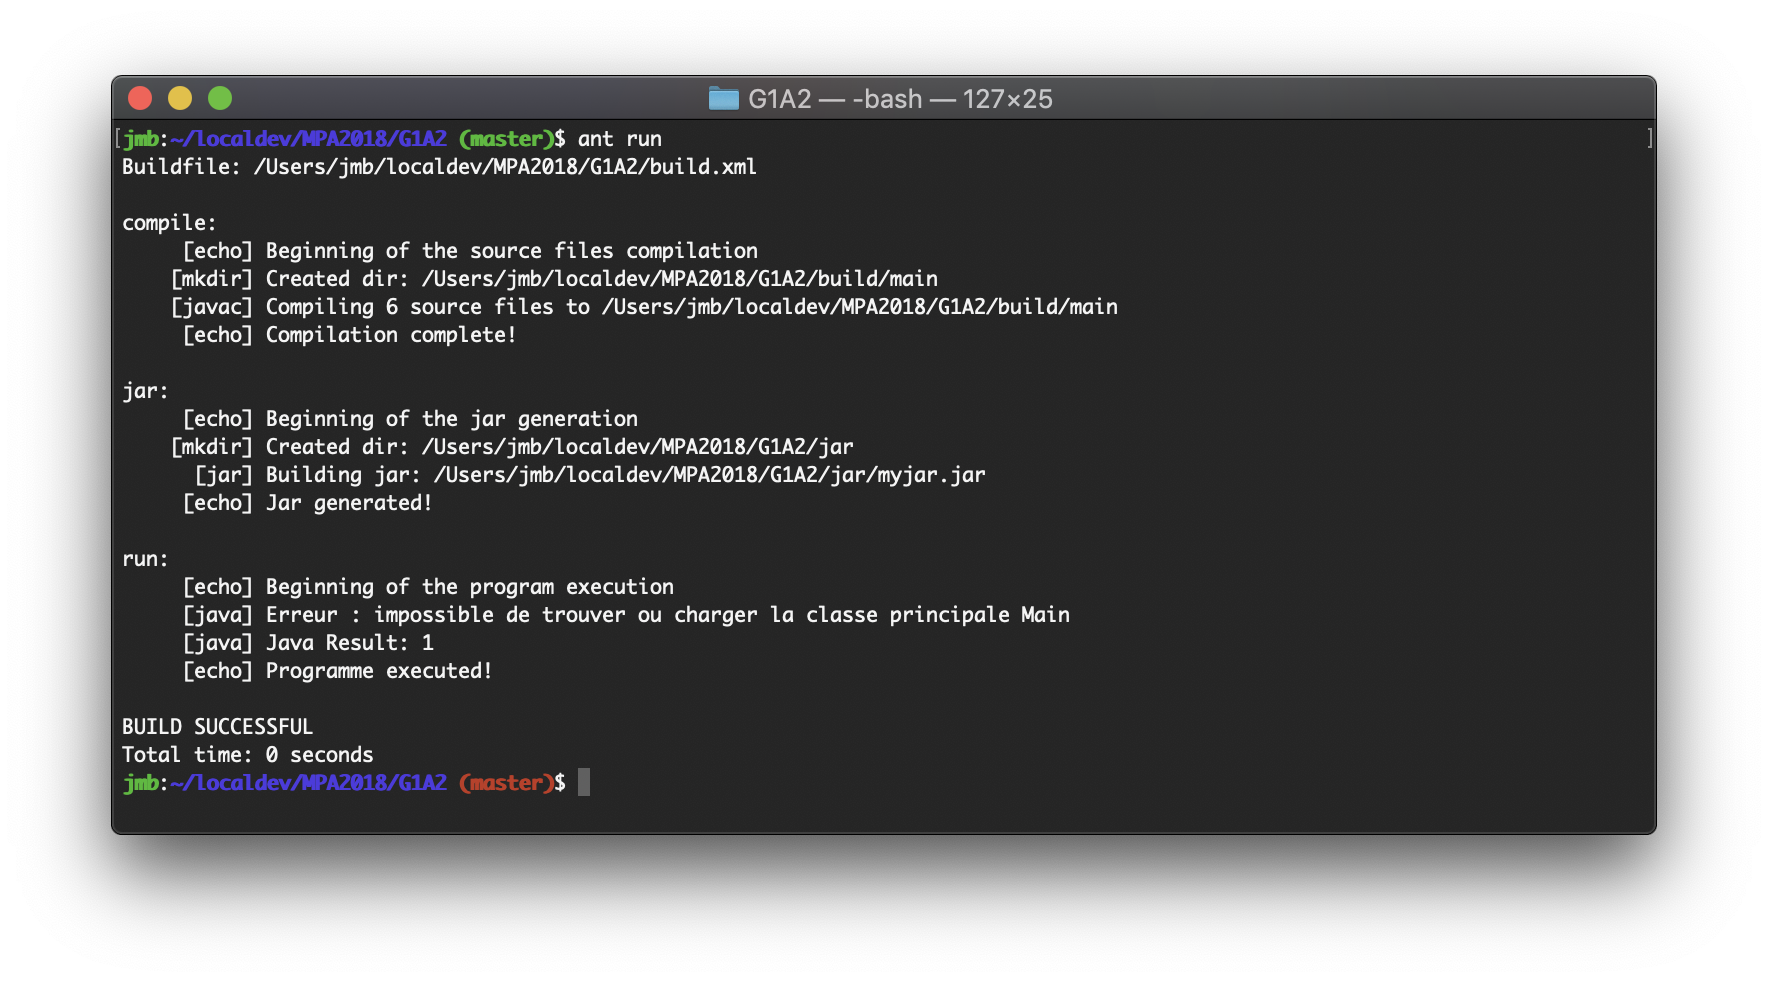 G1A2 — -bash — 127×25
[jmb:~/localdev/MPA2018/G1A2 (master)$ ant run ]
Buildfile: /Users/jmb/localdev/MPA2018/G1A2/build.xml
compile:
[echo] Beginning of the source files compilation
[mkdir] Created dir: /Users/jmb/localdev/MPA2018/G1A2/build/main
[javac] Compiling 6 source files to /Users/jmb/localdev/MPA2018/G1A2/build/main
[echo] Compilation complete!
jar:
[echo] Beginning of the jar generation
[mkdir] Created dir: /Users/jmb/localdev/MPA2018/G1A2/jar
[jar] Building jar: /Users/jmb/localdev/MPA2018/G1A2/jar/myjar.jar
[echo] Jar generated!
run:
[echo] Beginning of the program execution
[java] Erreur : impossible de trouver ou charger la classe principale Main
[java] Java Result: 1
[echo] Programme executed!
BUILD SUCCESSFUL
Total time: 0 seconds
jmb:~/localdev/MPA2018/G1A2 (master)$